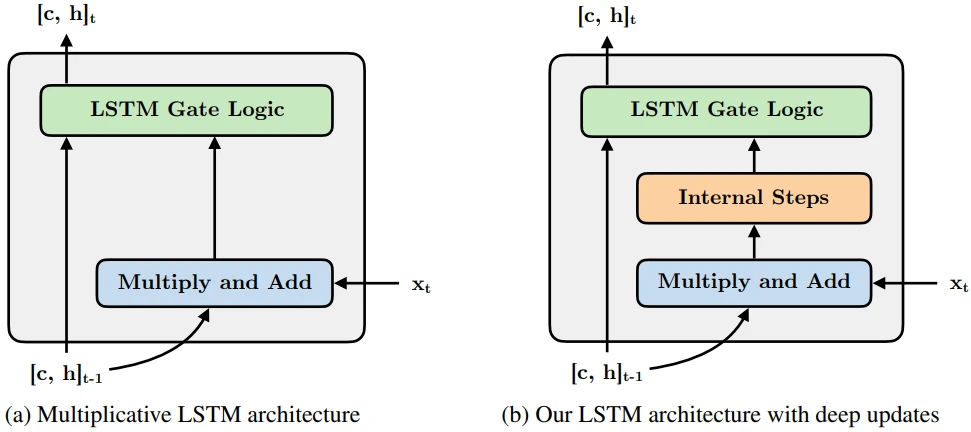 [c, h]t
LSTM Gate Logic
Multiply and Add
xt
[c, h]t-1
(a) Multiplicative LSTM architecture
[c, h]t
LSTM Gate Logic
Internal Steps
Multiply and Add
xt
[c, h]t-1
(b) Our LSTM architecture with deep updates